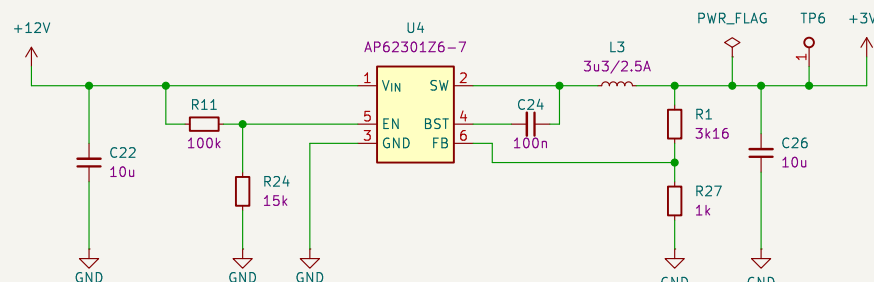 +12V
U4
AP62301Z6-7
PWR_FLAG
TP6
+3V
L3
3u3/2.5A
1
1 VIN
SW 2
R11
100k
5 EN
BST 4
3 GND
FB 6
C24
100n
R1
3k16
C22
10u
C26
10u
R24
15k
R27
1k
GND
GND
GND
GND
GND